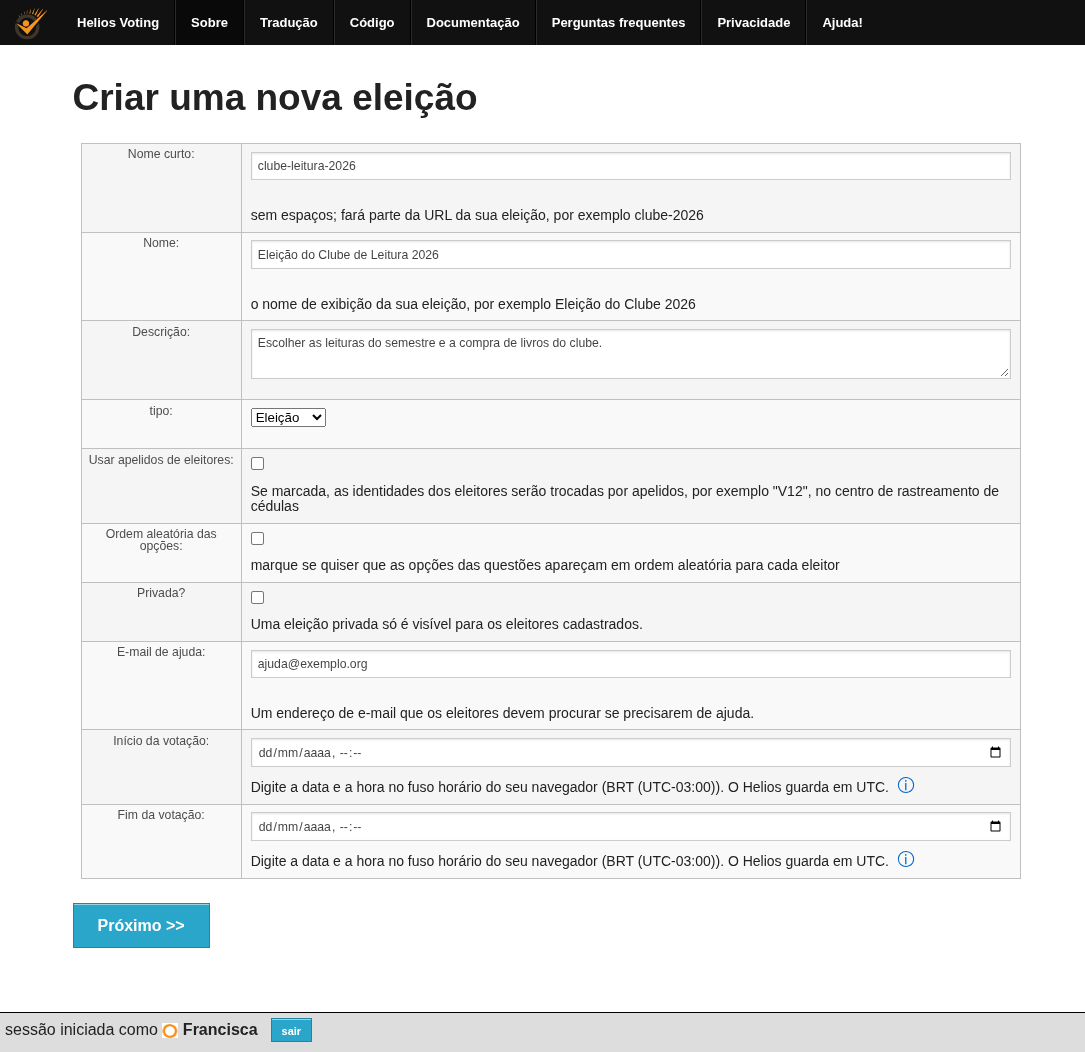 Helios Voting Sobre Tradução Código Documentação Perguntas frequentes Privacidade Ajuda!
Criar uma nova eleição
Nome curto:
clube-leitura-2026
sem espaços; fará parte da URL da sua eleição, por exemplo clube-2026
Nome:
Eleição do Clube de Leitura 2026
o nome de exibição da sua eleição, por exemplo Eleição do Clube 2026
Descrição:
Escolher as leituras do semestre e a compra de livros do clube.
tipo:
Eleição
Usar apelidos de eleitores:
Se marcada, as identidades dos eleitores serão trocadas por apelidos, por exemplo "V12", no centro de rastreamento de
cédulas
Ordem aleatória das
opções:
marque se quiser que as opções das questões apareçam em ordem aleatória para cada eleitor
Privada?
Uma eleição privada só é visível para os eleitores cadastrados.
E-mail de ajuda:
ajuda@exemplo.org
Um endereço de e-mail que os eleitores devem procurar se precisarem de ajuda.
Início da votação:
dd/mm/aaaa, --:--
Digite a data e a hora no fuso horário do seu navegador (BRT (UTC-03:00)). O Helios guarda em UTC. ⓘ
Fim da votação:
dd/mm/aaaa, --:--
Digite a data e a hora no fuso horário do seu navegador (BRT (UTC-03:00)). O Helios guarda em UTC. ⓘ
Próximo >>
sessão iniciada como Francisca sair